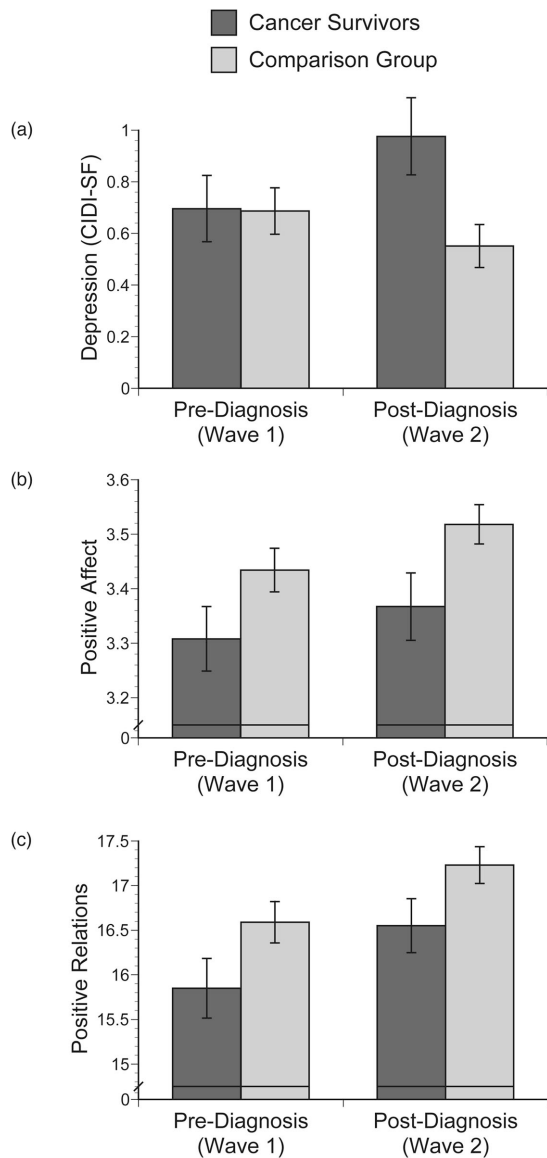 Cancer Survivors
Comparison Group
(a)
Depression (CIDI-SF)
1
0.8
0.6
0.4
0.2
0
Pre-Diagnosis
(Wave 1)
Post-Diagnosis
(Wave 2)
(b)
Positive Affect
3.6
3.5
3.4
3.3
3.2
0
Pre-Diagnosis
(Wave 1)
Post-Diagnosis
(Wave 2)
(c)
Positive Relations
17.5
17
16.5
16
15.5
15
0
Pre-Diagnosis
(Wave 1)
Post-Diagnosis
(Wave 2)